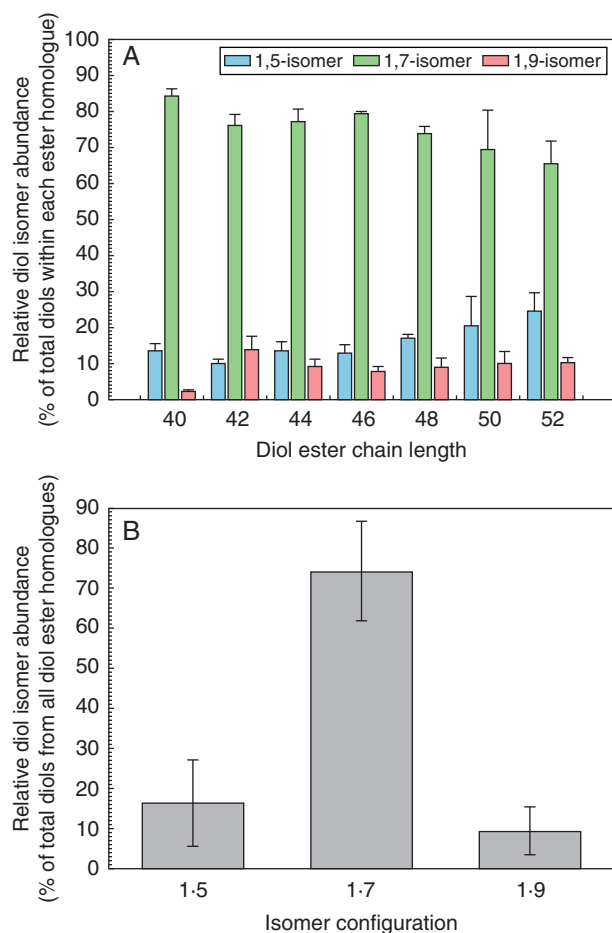 A
1,5-isomer 1,7-isomer 1,9-isomer
100
90
80
70
60
50
40
30
20
10
0
Relative diol isomer abundance
(% of total diols within each ester homologue)
40 42 44 46 48 50 52
Diol ester chain length
B
90
80
70
60
50
40
30
20
10
0
Relative diol isomer abundance
(% of total diols from all diol ester homologues)
1·5 1·7 1·9
Isomer configuration